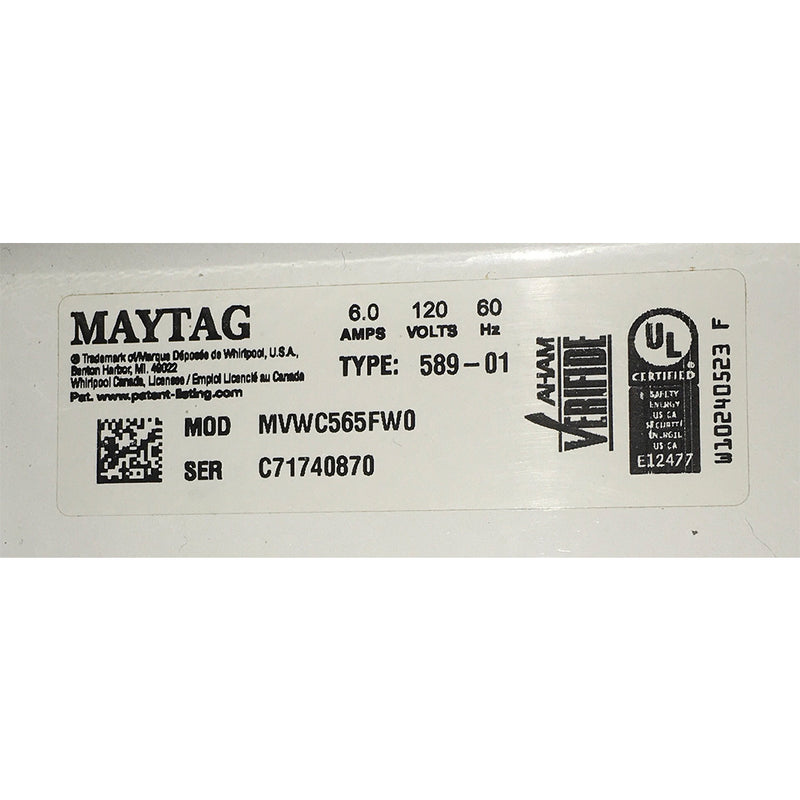 MAYTAG
® Trademark of/Marque Déposée de Whirlpool, U.S.A.,
Benton Harbor, MI. 49022
Whirlpool Canada, Licensee / Emploi Licencié au Canada
Pat. www.patent-listing.com
6.0 120 60
AMPS VOLTS Hz
TYPE: 589-01
MOD MVWC565FW0
SER C71740870
AHAM
VERIFIDE
UL
CERTIFIED
SAFETY
ENERGY
US CA
SÉCURITÉ
ÉNERGIE
US CA
E12477
W10240523 F